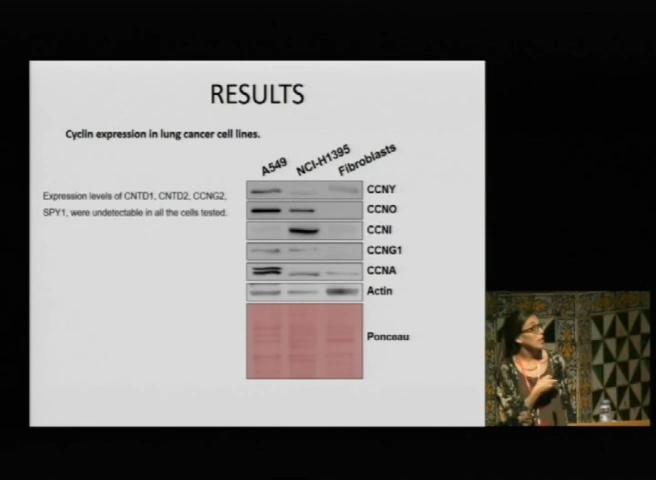 RESULTS
Cyclin expression in lung cancer cell lines.
A549 NCI-H1395 Fibroblasts
Expression levels of CNTD1, CNTD2, CCNG2,
SPY1, were undetectable in all the cells tested.
CCNY
CCNO
CCNI
CCNG1
CCNA
Actin
Ponceau